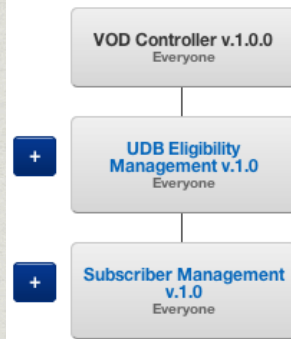 VOD Controller v.1.0.0
Everyone
+
UDB Eligibility
Management v.1.0
Everyone
+
Subscriber Management
v.1.0
Everyone